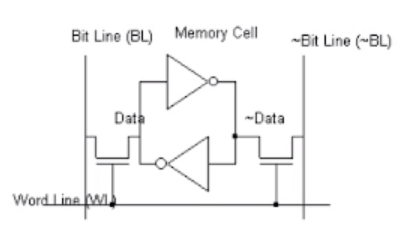 Bit Line (BL)
Memory Cell
~Bit Line (~BL)
Data
~Data
Word Line (WL)